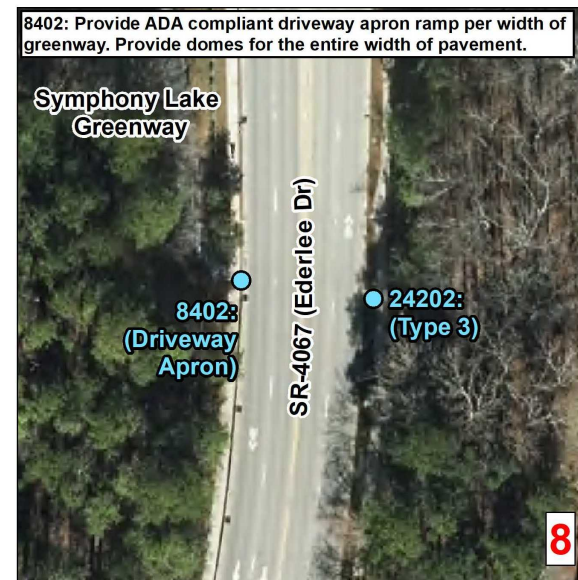 8402: Provide ADA compliant driveway apron ramp per width of
greenway. Provide domes for the entire width of pavement.
Symphony Lake
Greenway
SR-4067 (Ederlee Dr)
8402:
(Driveway
Apron)
24202:
(Type 3)
8